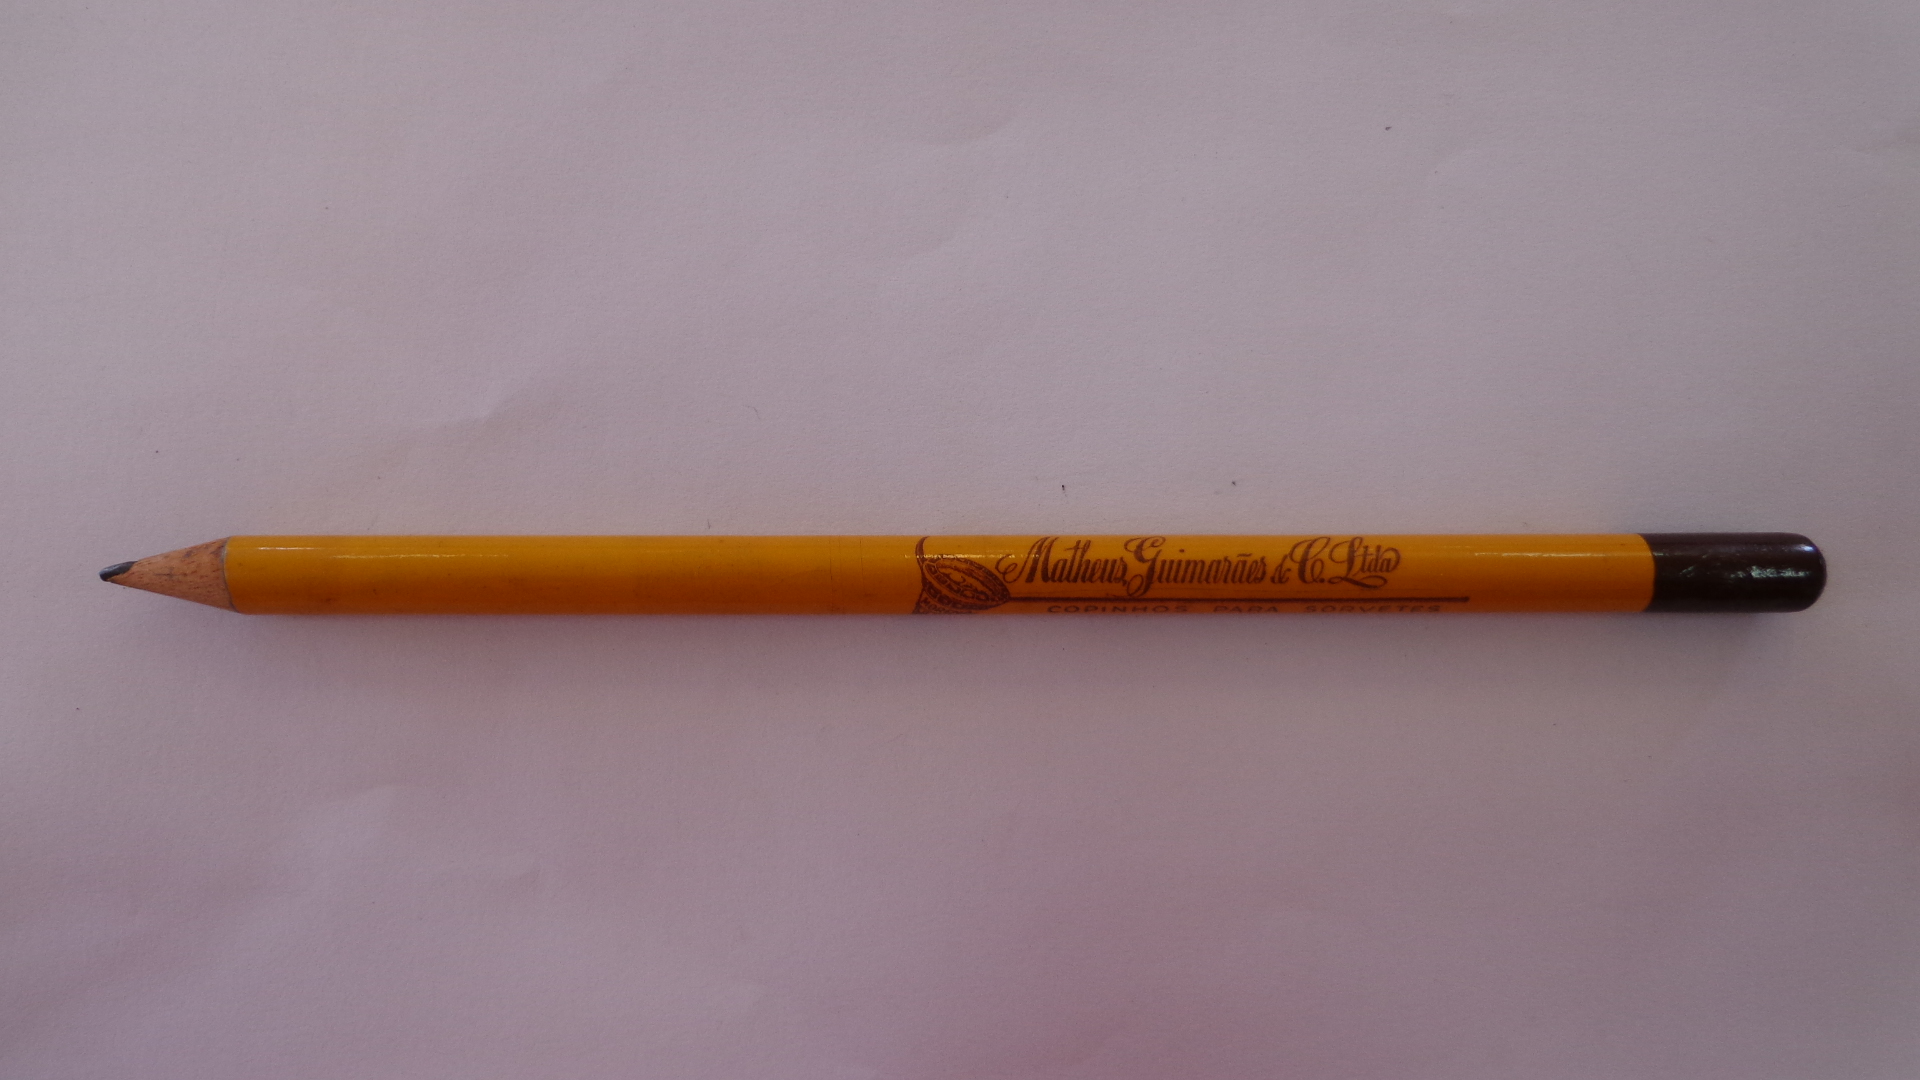 Matheus Guimarães & C. Ltda
COPINHOS PARA SORVETES